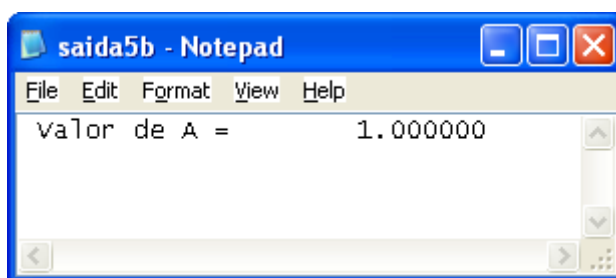 saida5b - Notepad
File Edit Format View Help
Valor de A =        1.000000